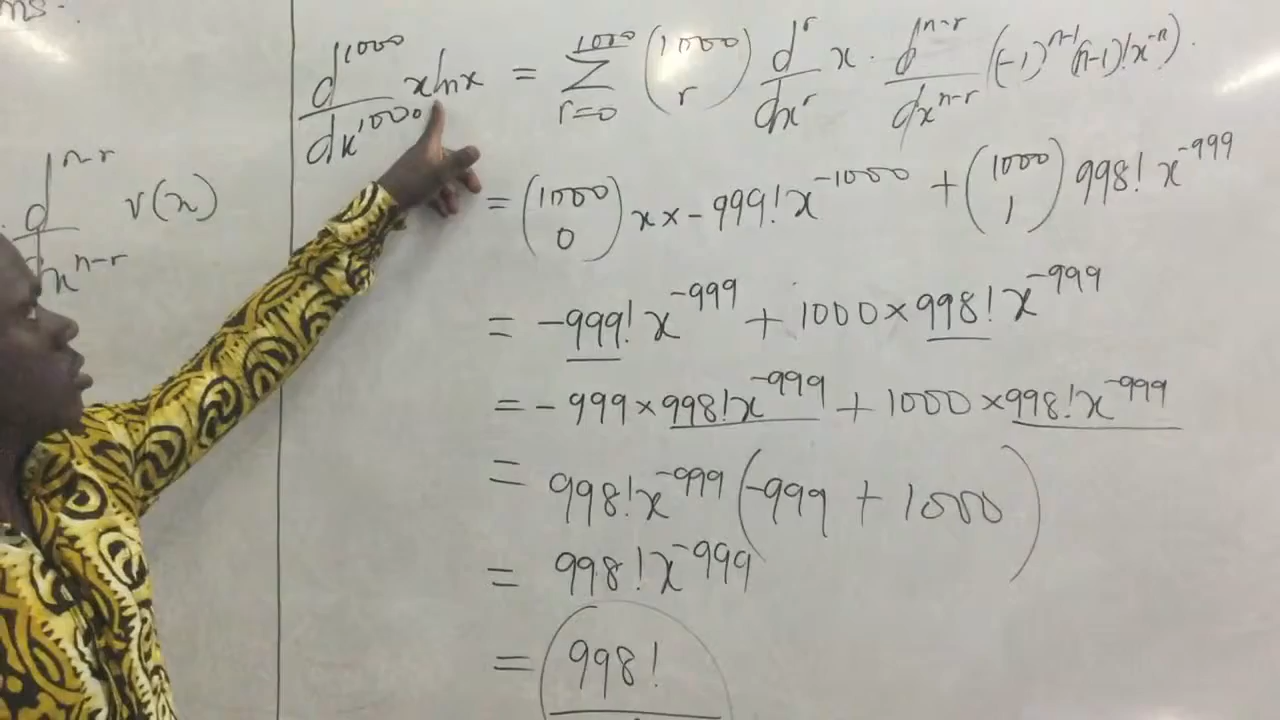 ms.
d^{n-r}/dx^{n-r} v(x)
d^{1000}/dx^{1000} xlnx = Σ_{r=0}^{1000} (1000 r) d^r/dx^r x · d^{n-r}/dx^{n-r} (-1)^{n-1}(n-1)!x^{-n}).
= (1000 0) x × -999!x^{-1000} + (1000 1) 998! x^{-999}
= -999! x^{-999} + 1000 × 998! x^{-999}
= -999 × 998!x^{-999} + 1000 × 998!x^{-999}
= 998!x^{-999} (-999 + 1000)
= 998!x^{-999}
= 998!